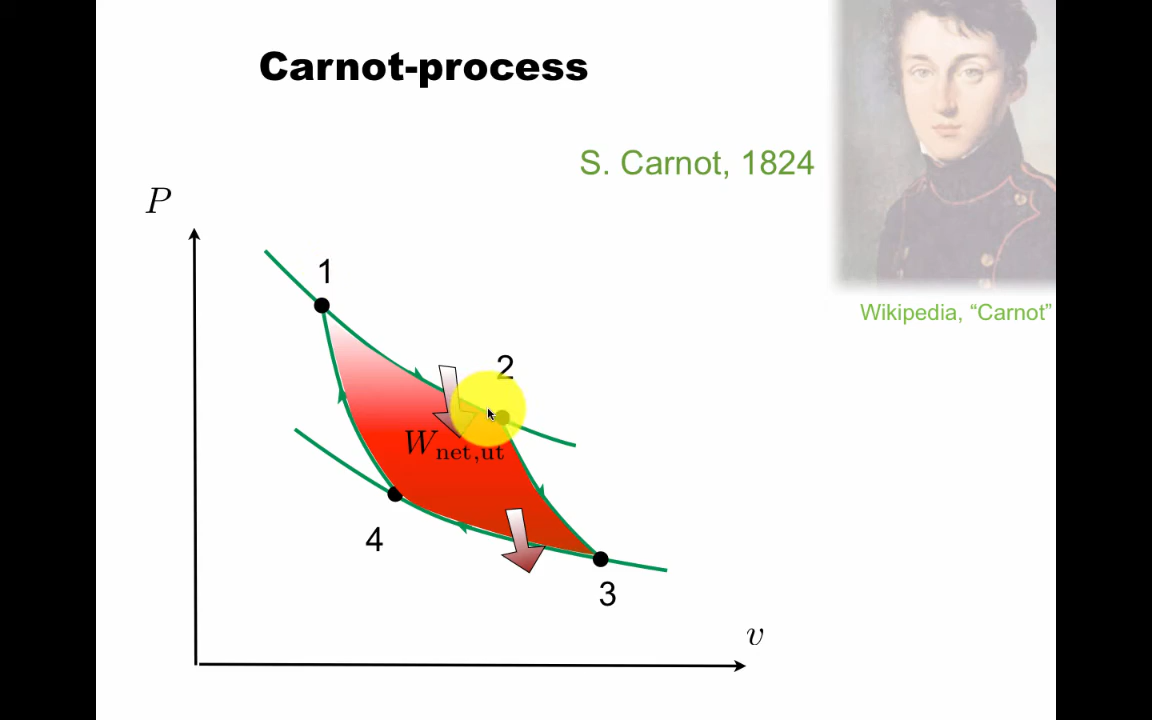 Carnot-process
S. Carnot, 1824
P
1
Wikipedia, “Carnot”
2
W_net,ut
4
3
v